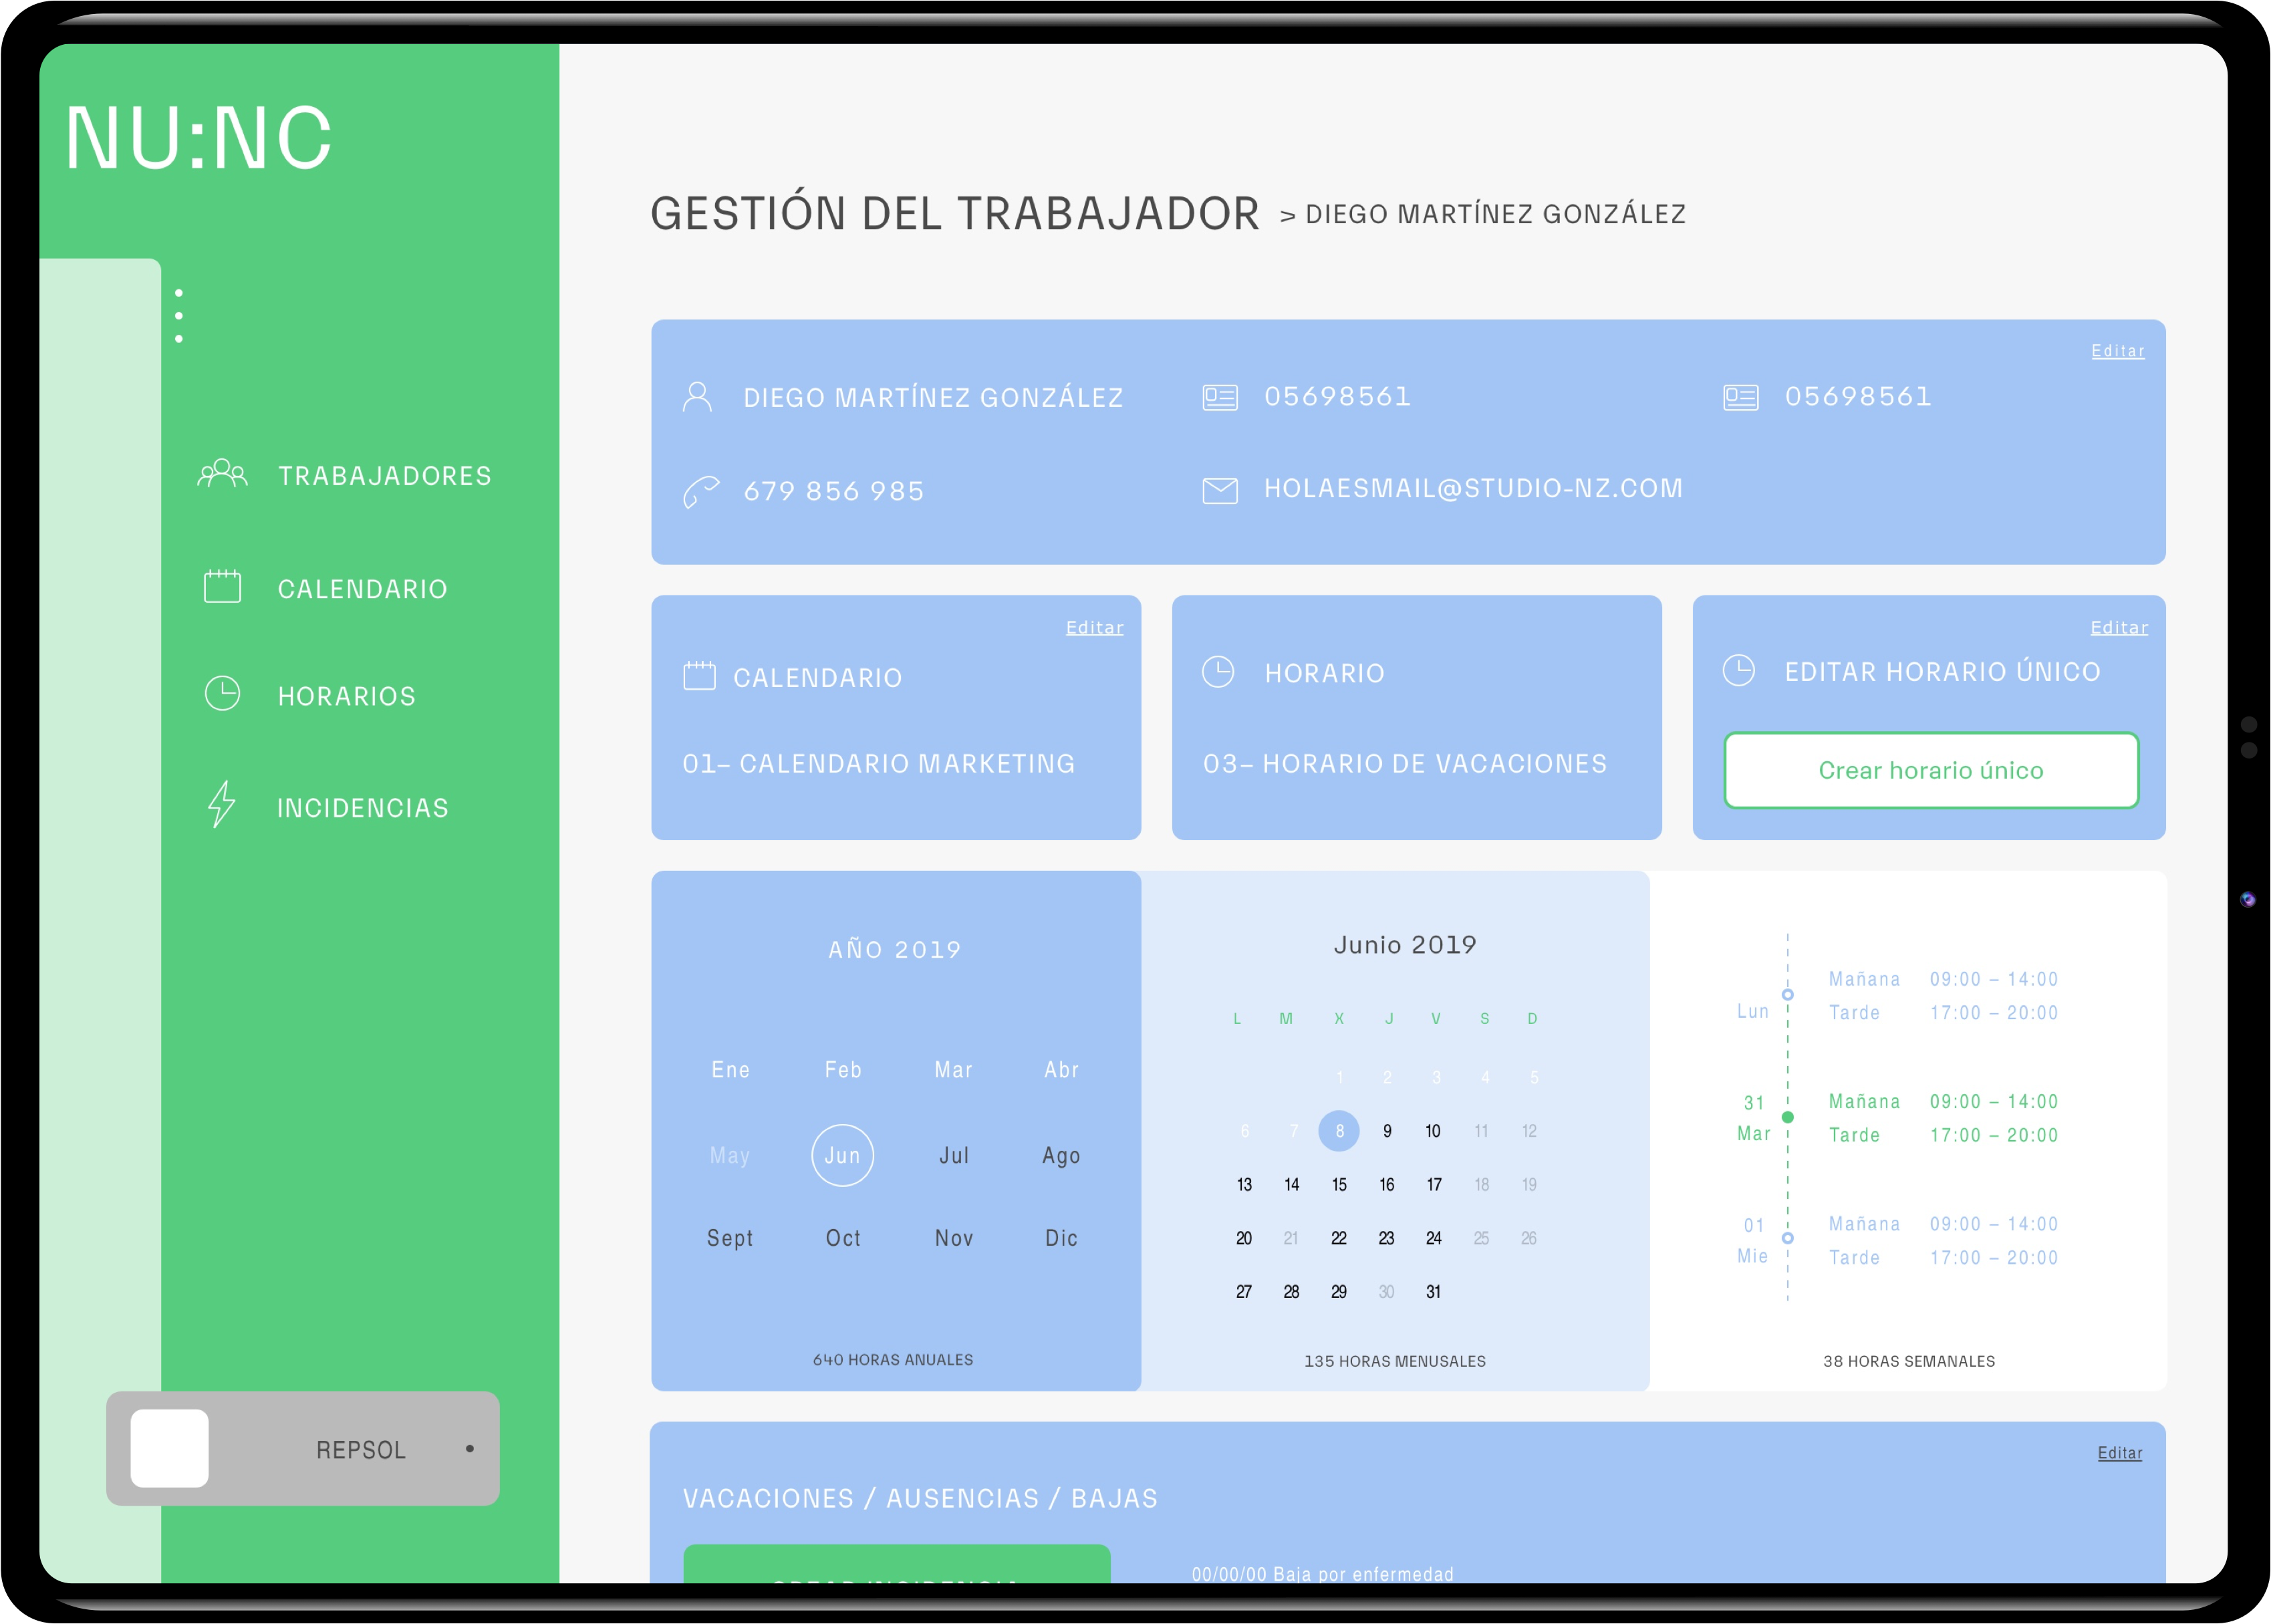 NU:NC
GESTIÓN DEL TRABAJADOR > DIEGO MARTÍNEZ GONZÁLEZ
TRABAJADORES
CALENDARIO
HORARIOS
INCIDENCIAS
REPSOL
Editar
DIEGO MARTÍNEZ GONZÁLEZ 05698561 05698561
679 856 985 HOLAESMAIL@STUDIO-NZ.COM
Editar
CALENDARIO
01– CALENDARIO MARKETING
HORARIO
03– HORARIO DE VACACIONES
Editar
EDITAR HORARIO ÚNICO
Crear horario único
AÑO 2019
Ene Feb Mar Abr
May Jun Jul Ago
Sept Oct Nov Dic
640 HORAS ANUALES
Junio 2019
L M X J V S D
1 2 3 4 5
6 7 8 9 10 11 12
13 14 15 16 17 18 19
20 21 22 23 24 25 26
27 28 29 30 31
135 HORAS MENUSALES
Mañana 09:00 – 14:00
Lun Tarde 17:00 – 20:00
31 Mañana 09:00 – 14:00
Mar Tarde 17:00 – 20:00
01 Mañana 09:00 – 14:00
Mie Tarde 17:00 – 20:00
38 HORAS SEMANALES
Editar
VACACIONES / AUSENCIAS / BAJAS
CREAR INCIDENCIA
00/00/00 Baja por enfermedad